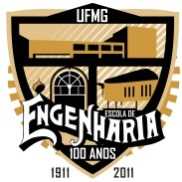 UFMG
ESCOLA DE
ENGENHARIA
100 ANOS
1911 2011